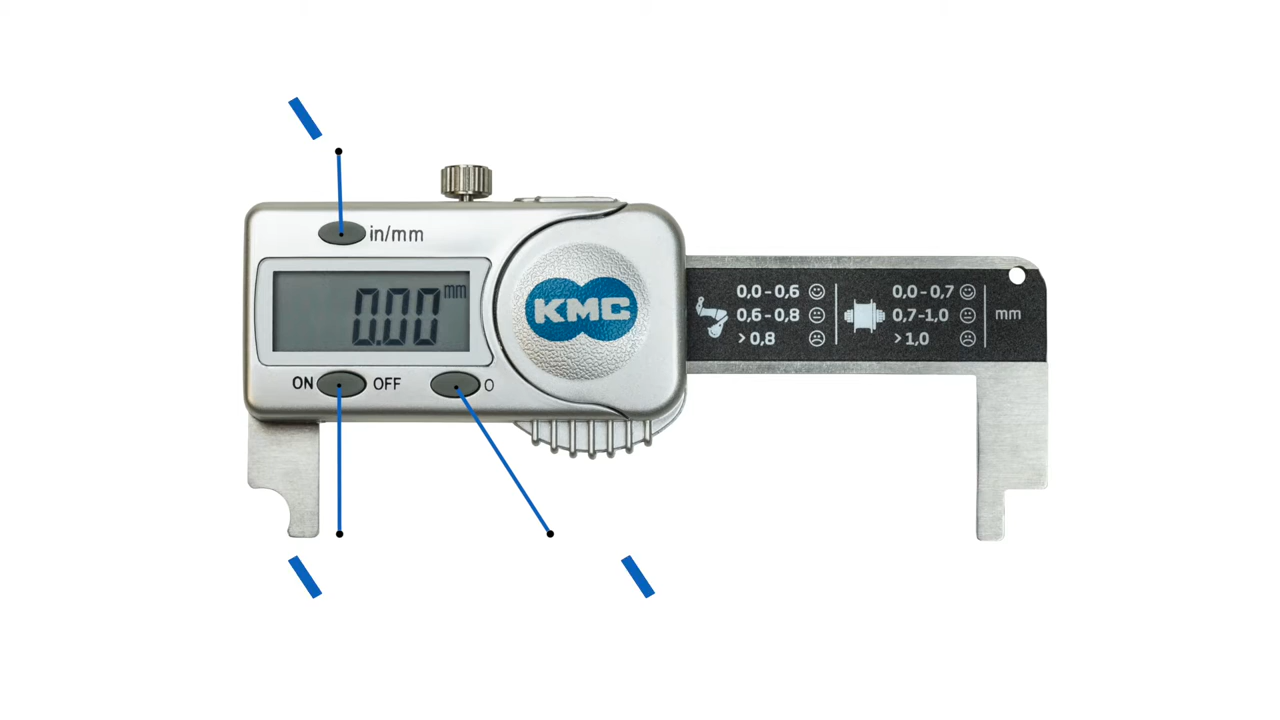 in/mm
0.00 mm
ON OFF 0
KMC
0,0 - 0,6
0,6 - 0,8
> 0,8
0,0 - 0,7
0,7-1,0
> 1,0
mm